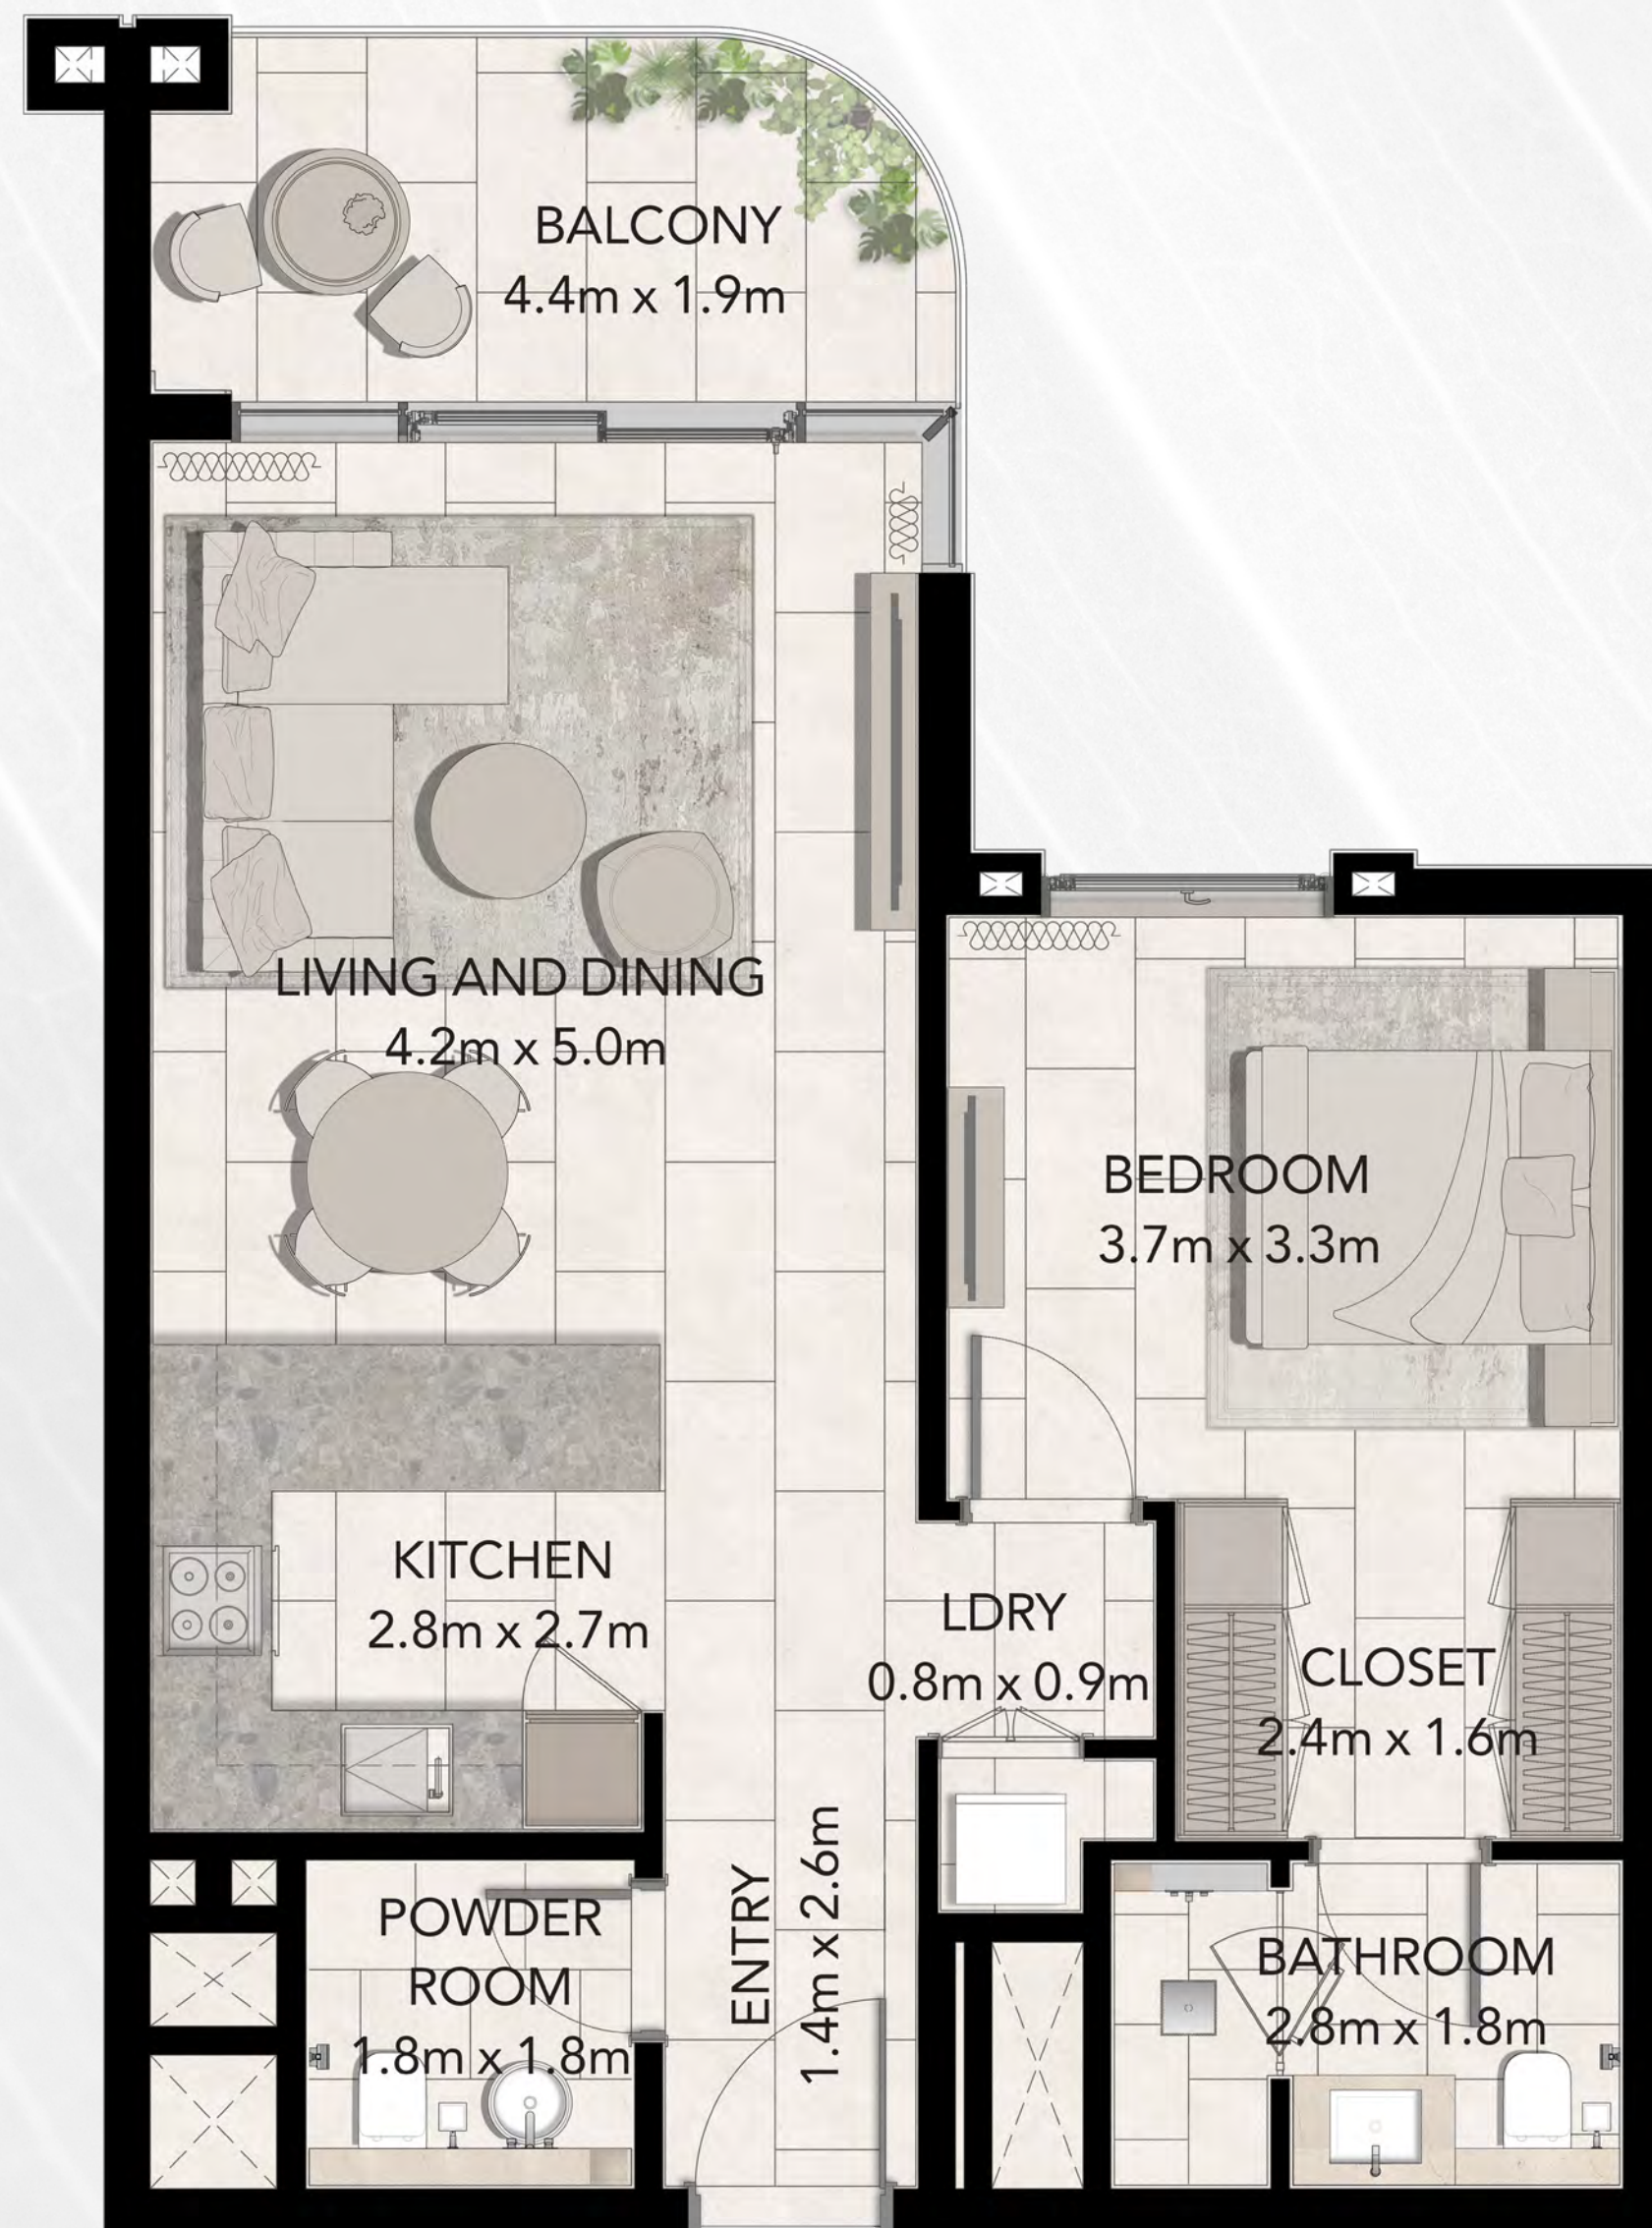 BALCONY
4.4m x 1.9m
LIVING AND DINING
4.2m x 5.0m
BEDROOM
3.7m x 3.3m
KITCHEN
2.8m x 2.7m
LDRY
0.8m x 0.9m
CLOSET
2.4m x 1.6m
POWDER
ROOM
1.8m x 1.8m
ENTRY
1.4m x 2.6m
BATHROOM
2.8m x 1.8m